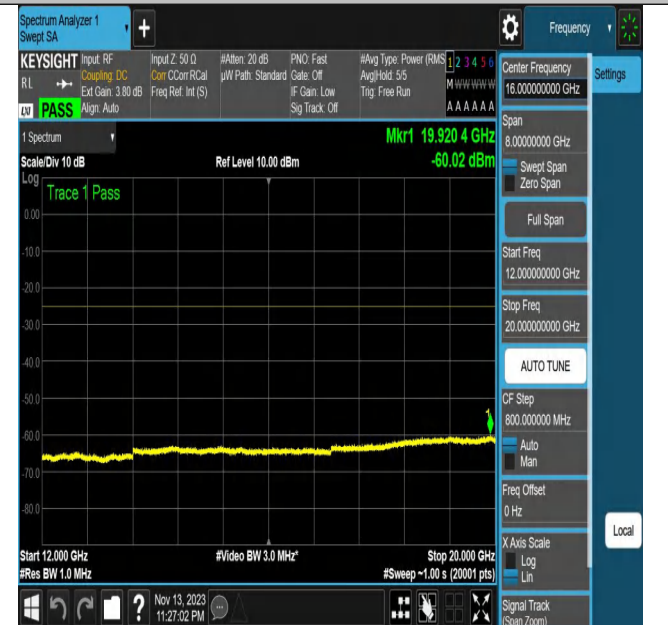 Spectrum Analyzer 1
Swept SA
+
Frequency
KEYSIGHT Input: RF
Input Z: 50 Ω
#Atten: 20 dB
PNO: Fast
#Avg Type: Power (RMS
1 2 3 4 5 6
RL
Coupling: DC
Corr CCorr RCal
µW Path: Standard
Gate: Off
Avg|Hold: 5/5
M W W W W W
Ext Gain: 3.80 dB
Freq Ref: Int (S)
IF Gain: Low
Trig: Free Run
LXI PASS
Align: Auto
Sig Track: Off
A A A A A A
1 Spectrum
Mkr1 19.920 4 GHz
Scale/Div 10 dB
Ref Level 10.00 dBm
-60.02 dBm
Log
Trace 1 Pass
0.00
-10.0
-20.0
-30.0
-40.0
-50.0
-60.0
-70.0
-80.0
1
Start 12.000 GHz
#Video BW 3.0 MHz*
Stop 20.000 GHz
#Res BW 1.0 MHz
#Sweep ~1.00 s (20001 pts)
Nov 13, 2023
11:27:02 PM
Center Frequency
16.000000000 GHz
Settings
Span
8.00000000 GHz
Swept Span
Zero Span
Full Span
Start Freq
12.000000000 GHz
Stop Freq
20.000000000 GHz
AUTO TUNE
CF Step
800.000000 MHz
Auto
Man
Freq Offset
0 Hz
X Axis Scale
Log
Lin
Local
Signal Track
(Span Zoom)